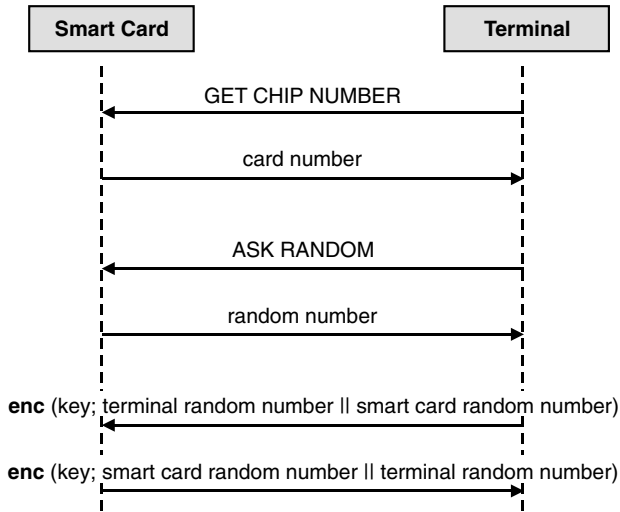 Smart Card
Terminal
GET CHIP NUMBER
card number
ASK RANDOM
random number
enc (key; terminal random number || smart card random number)
enc (key; smart card random number || terminal random number)